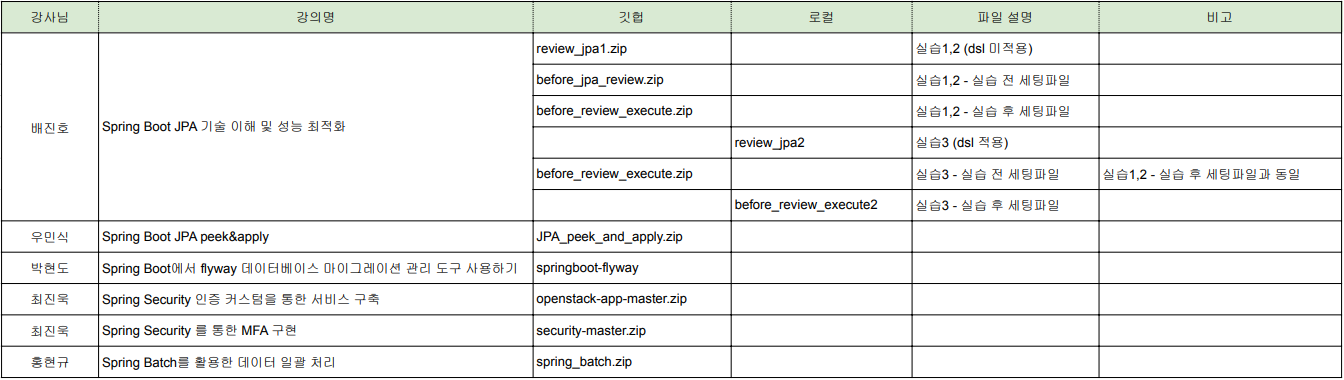 강사님 강의명 깃헙 로컬 파일 설명 비고
review_jpa1.zip 실습1,2 (dsl 미적용)
before_jpa_review.zip 실습1,2 - 실습 전 세팅파일
before_review_execute.zip 실습1,2 - 실습 후 세팅파일
배진호 Spring Boot JPA 기술 이해 및 성능 최적화
review_jpa2 실습3 (dsl 적용)
before_review_execute.zip 실습3 - 실습 전 세팅파일 실습1,2 - 실습 후 세팅파일과 동일
before_review_execute2 실습3 - 실습 후 세팅파일
우민식 Spring Boot JPA peek&apply JPA_peek_and_apply.zip
박현도 Spring Boot에서 flyway 데이터베이스 마이그레이션 관리 도구 사용하기 springboot-flyway
최진욱 Spring Security 인증 커스텀을 통한 서비스 구축 openstack-app-master.zip
최진욱 Spring Security 를 통한 MFA 구현 security-master.zip
홍현규 Spring Batch를 활용한 데이터 일괄 처리 spring_batch.zip